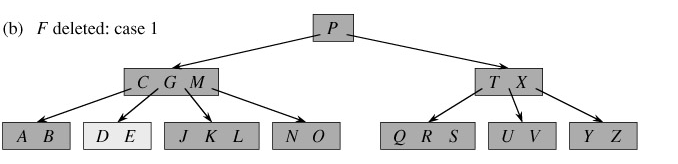 (b) F deleted: case 1
P
C G M
T X
A B
D E
J K L
N O
Q R S
U V
Y Z